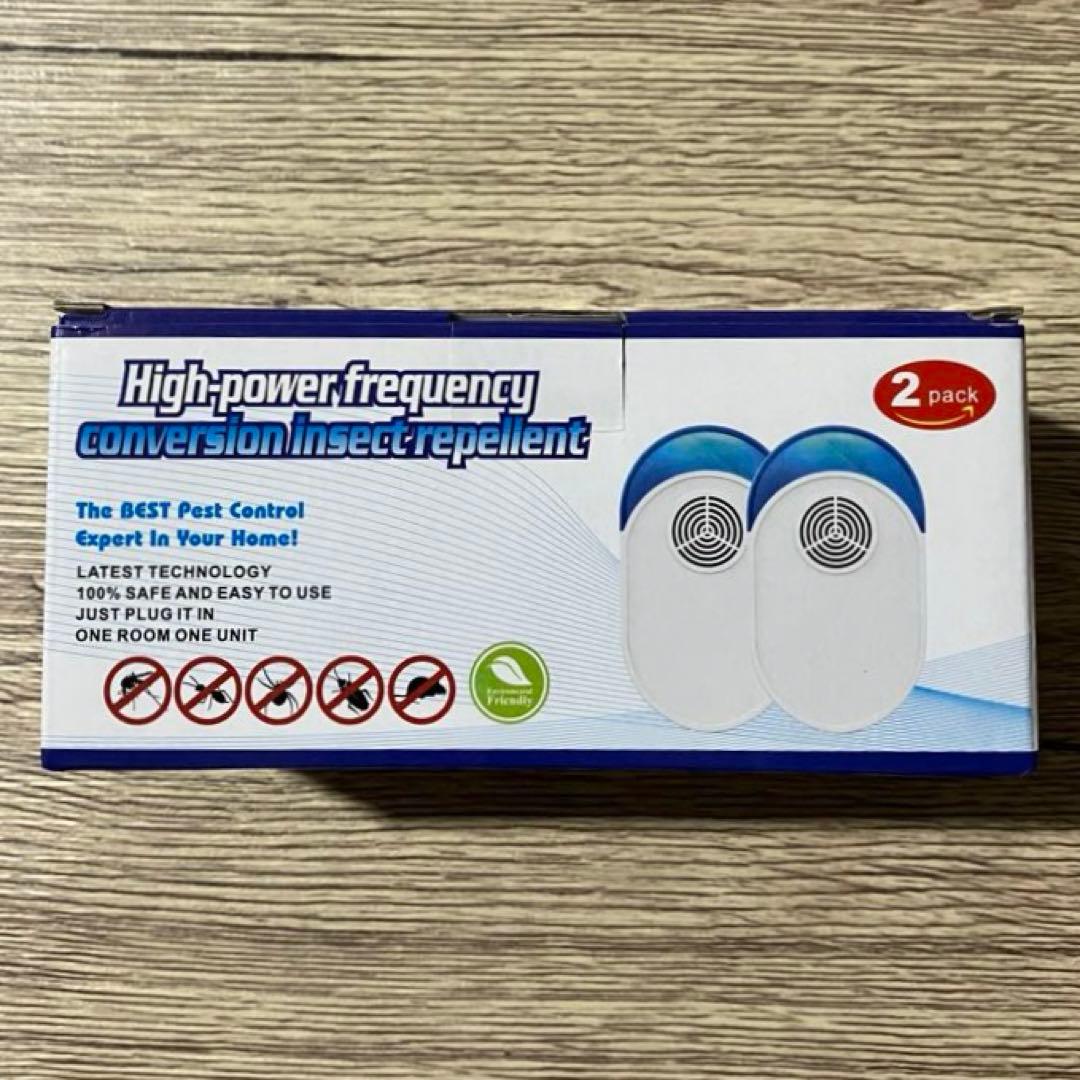 High-power,frequency
conversion insect repellent
2 pack
The BEST Pest Control
Expert In Your Home!
LATEST TECHNOLOGY
100% SAFE AND EASY TO USE
JUST PLUG IT IN
ONE ROOM ONE UNIT
Environmental
Friendly